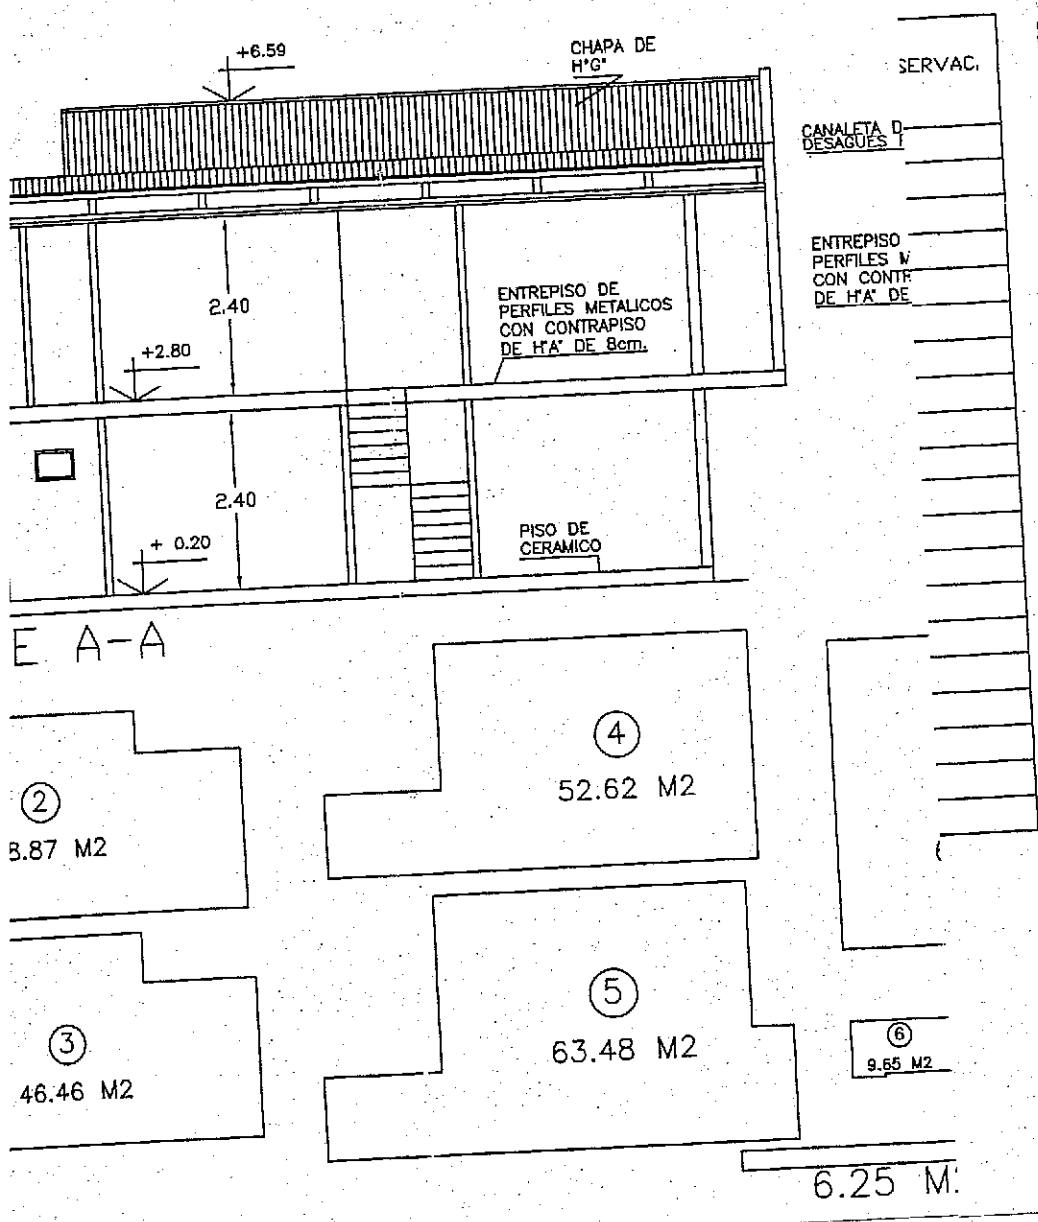 +6.59
CHAPA DE
H°G°
SERVAC.
CANALETA D
DESAGUES
2.40
+2.80
ENTREPISO DE
PERFILES METALICOS
CON CONTRAPISO
DE H°A° DE 8cm.
ENTREPISO
PERFILES M
CON CONTR
DE H°A° DE
2.40
+ 0.20
PISO DE
CERAMICO
E A-A
2
8.87 M2
4
52.62 M2
3
46.46 M2
5
63.48 M2
6
9.65 M2
6.25 M